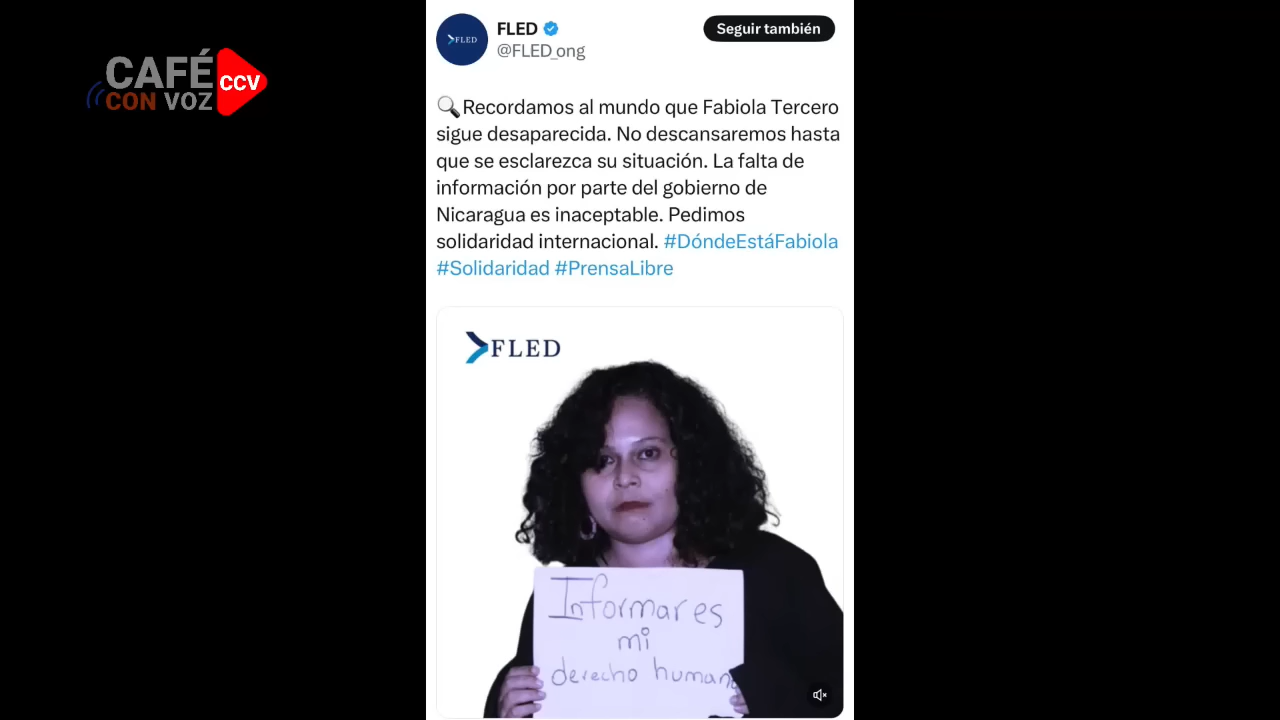 CAFÉ
CON VOZ
CCV
FLED
@FLED_ong
Seguir también
FLED
🔍Recordamos al mundo que Fabiola Tercero
sigue desaparecida. No descansaremos hasta
que se esclarezca su situación. La falta de
información por parte del gobierno de
Nicaragua es inaceptable. Pedimos
solidaridad internacional. #DóndeEstáFabiola
#Solidaridad #PrensaLibre
FLED
Informar es
mi
derecho humano